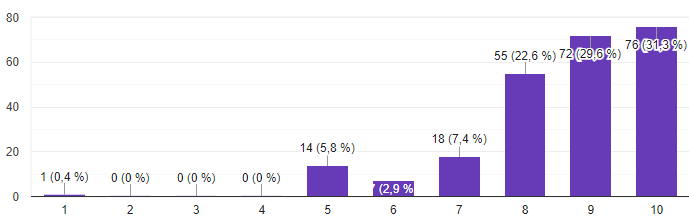 80
60
40
20
0
1 (0,4 %)
0 (0 %)
0 (0 %)
0 (0 %)
14 (5,8 %)
7 (2,9 %
18 (7,4 %)
55 (22,6 %)
72 (29,6 %)
76 (31,3 %)
1 2 3 4 5 6 7 8 9 10